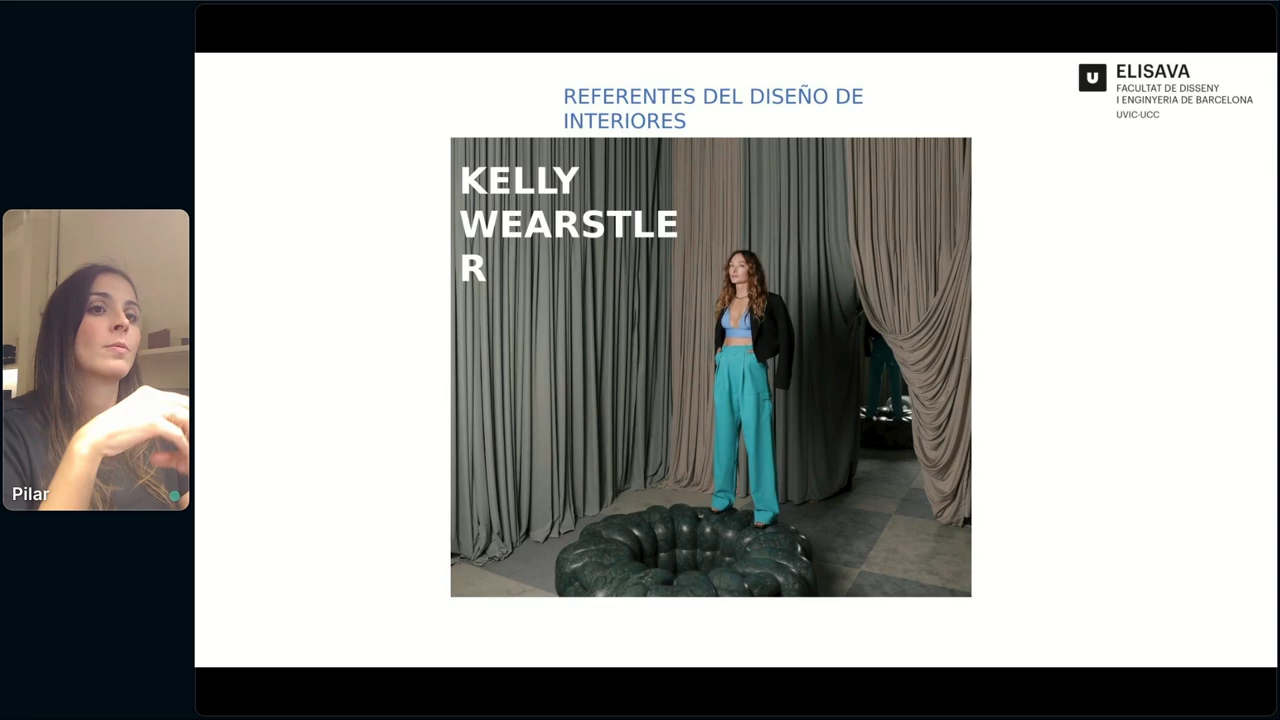 REFERENTES DEL DISEÑO DE
INTERIORES
U
ELISAVA
FACULTAT DE DISSENY
I ENGINYERIA DE BARCELONA
UVIC-UCC
KELLY
WEARSTLE
R
Pilar